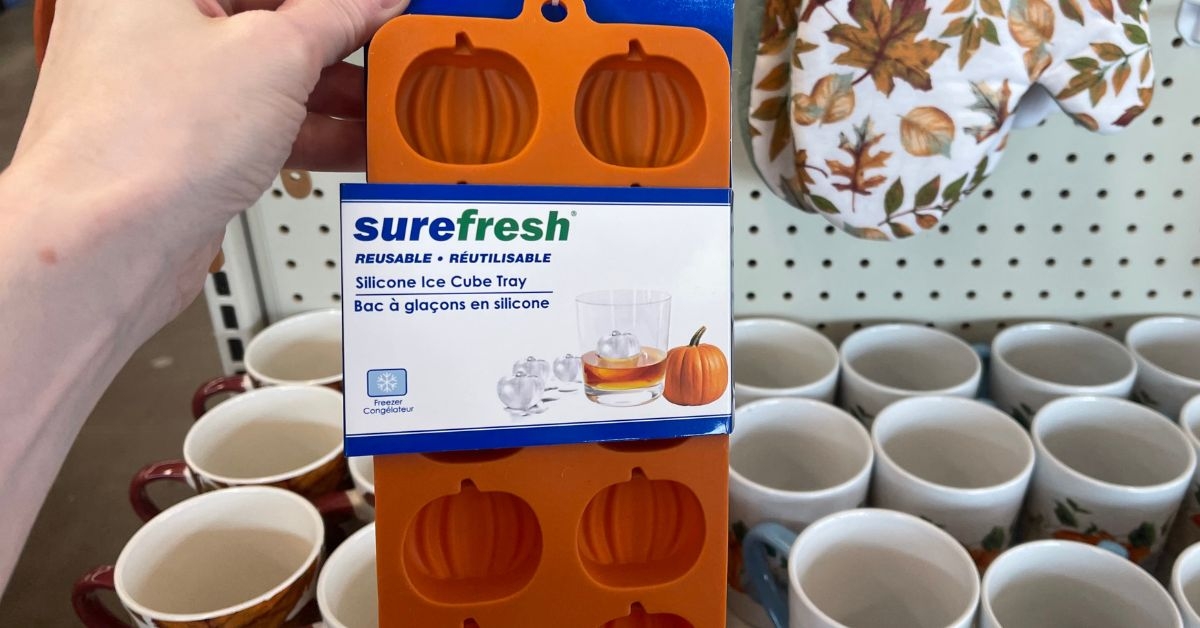 surefresh®
REUSABLE • RÉUTILISABLE
Silicone Ice Cube Tray
Bac à glaçons en silicone
Freezer
Congélateur